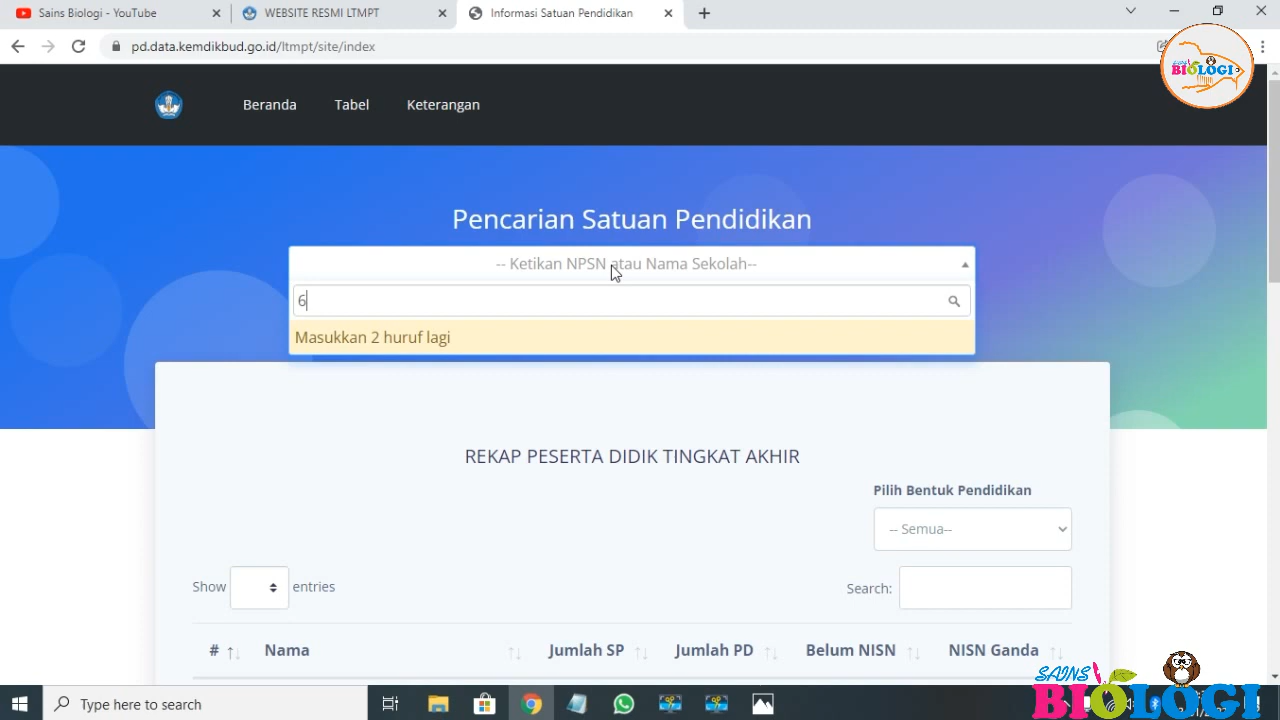 Sains Biologi - YouTube
WEBSITE RESMI LTMPT
Informasi Satuan Pendidikan
pd.data.kemdikbud.go.id/ltmpt/site/index
SAINS
BIOLOGI
Beranda
Tabel
Keterangan
Pencarian Satuan Pendidikan
-- Ketikan NPSN atau Nama Sekolah--
6
Masukkan 2 huruf lagi
REKAP PESERTA DIDIK TINGKAT AKHIR
Pilih Bentuk Pendidikan
-- Semua--
Show entries
Search:
# Nama Jumlah SP Jumlah PD Belum NISN NISN Ganda
Type here to search
SAINS
BIOLOGI